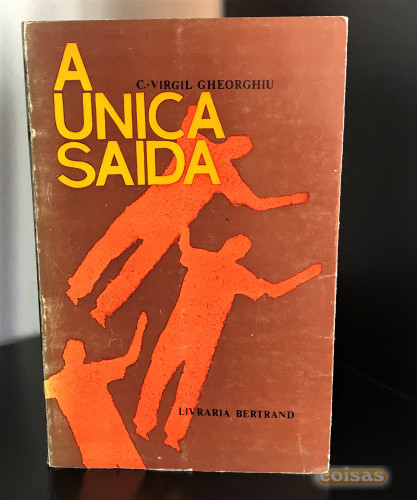 A
C.-VIRGIL GHEORGHIU
UNICA
SAIDA
LIVRARIA BERTRAND
coisas